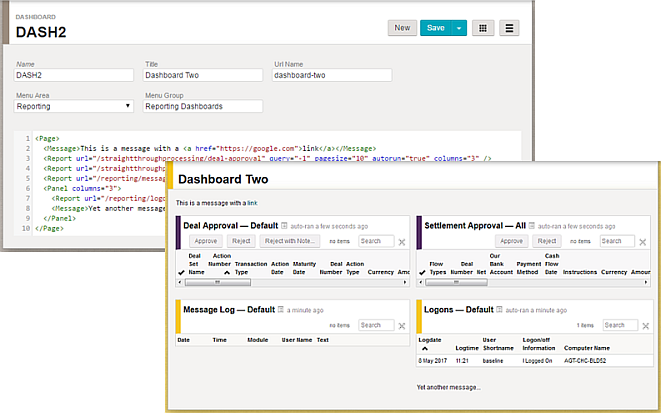 DASHBOARD
DASH2
New Save
Name Title Url Name
DASH2 Dashboard Two dashboard-two
Menu Area Menu Group
Reporting Reporting Dashboards
1 <Page>
2 <Message>This is a message with a <a href="https://google.com">link</a></Message>
3 <Report url="/straightthroughprocessing/deal-approval" query="-1" pagesize="10" autorun="true" columns="3" />
4 <Report url="/straightthroughp
5 <Report url="/reporting/messag
6 <Panel columns="3">
7 <Report url="/reporting/logo
8 <Message>Yet another message
9 </Panel>
10 </Page>
Dashboard Two
This is a message with a link
Deal Approval — Default auto-ran a few seconds ago
Approve Reject Reject with Note... no items Search
Deal Set Name Action Number Transaction Type Action Date Maturity Date Deal Number Action Type Currency Amou
Settlement Approval — All auto-ran a few seconds ago
Approve Reject no items Search
Flow Types Deal Number Net Our Bank Account Payment Method Cash Flow Date Instructions Currency Amoun
Message Log — Default a minute ago
no items Search
Date Time Module User Name Text
Logons — Default auto-ran a minute ago
1 items Search
Logdate Logtime User Shortname Logon/off Information Computer Name
8 May 2017 11:21 baseline I Logged On AGT-CHC-BLD52
Yet another message...